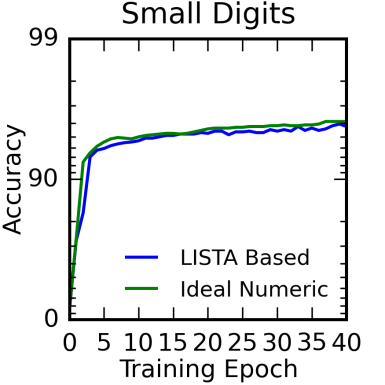 Small Digits
99
90
0
Accuracy
LISTA Based
Ideal Numeric
0 5 10 15 20 25 30 35 40
Training Epoch